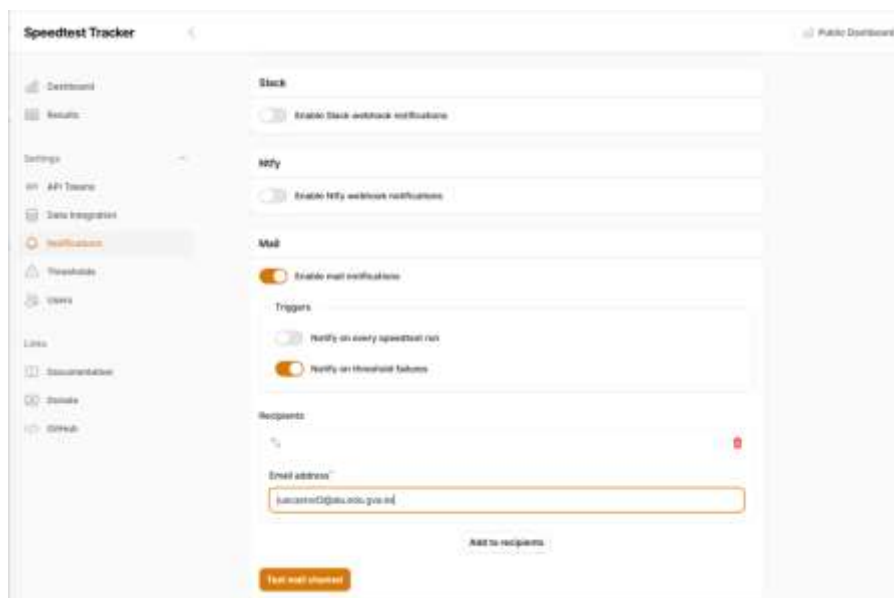 Speedtest Tracker
Public Dashboard
Dashboard
Results
Settings
API Tokens
Data Integration
Notifications
Thresholds
Users
Links
Documentation
Donate
GitHub
Slack
Enable Slack webhook notifications
Ntfy
Enable Ntfy webhook notifications
Mail
Enable mail notifications
Triggers
Notify on every speedtest run
Notify on threshold failures
Recipients
Email address*
Add to recipients
Test mail channel